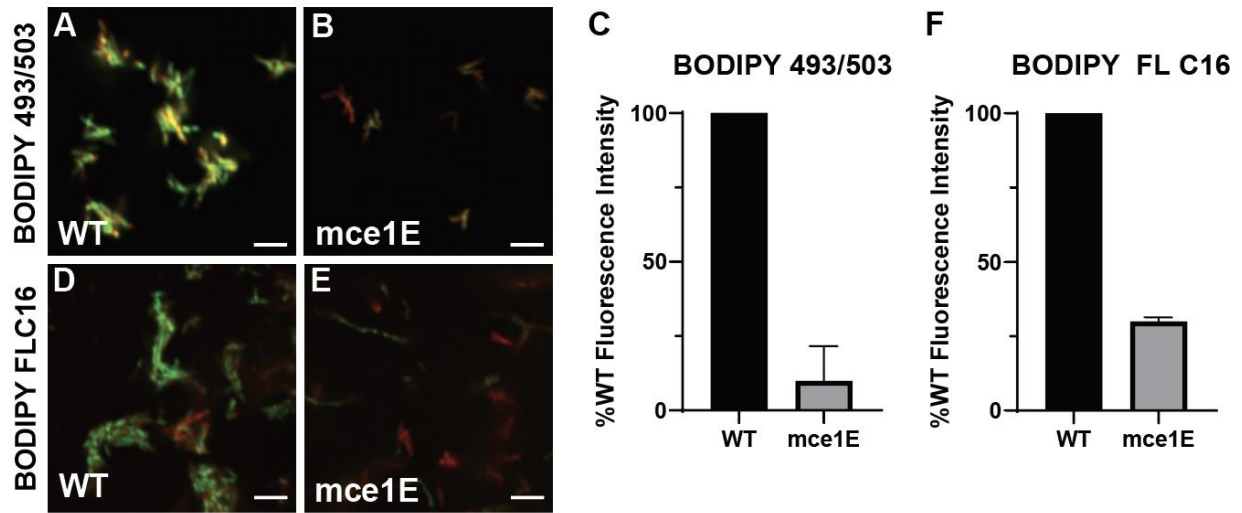 A
B
BODIPY 493/503
WT
mce1E
D
E
BODIPY FLC16
WT
mce1E
C
BODIPY 493/503
%WT Fluorescence Intensity
100
50
0
WT
mce1E
F
BODIPY FL C16
%WT Fluorescence Intensity
100
50
0
WT
mce1E